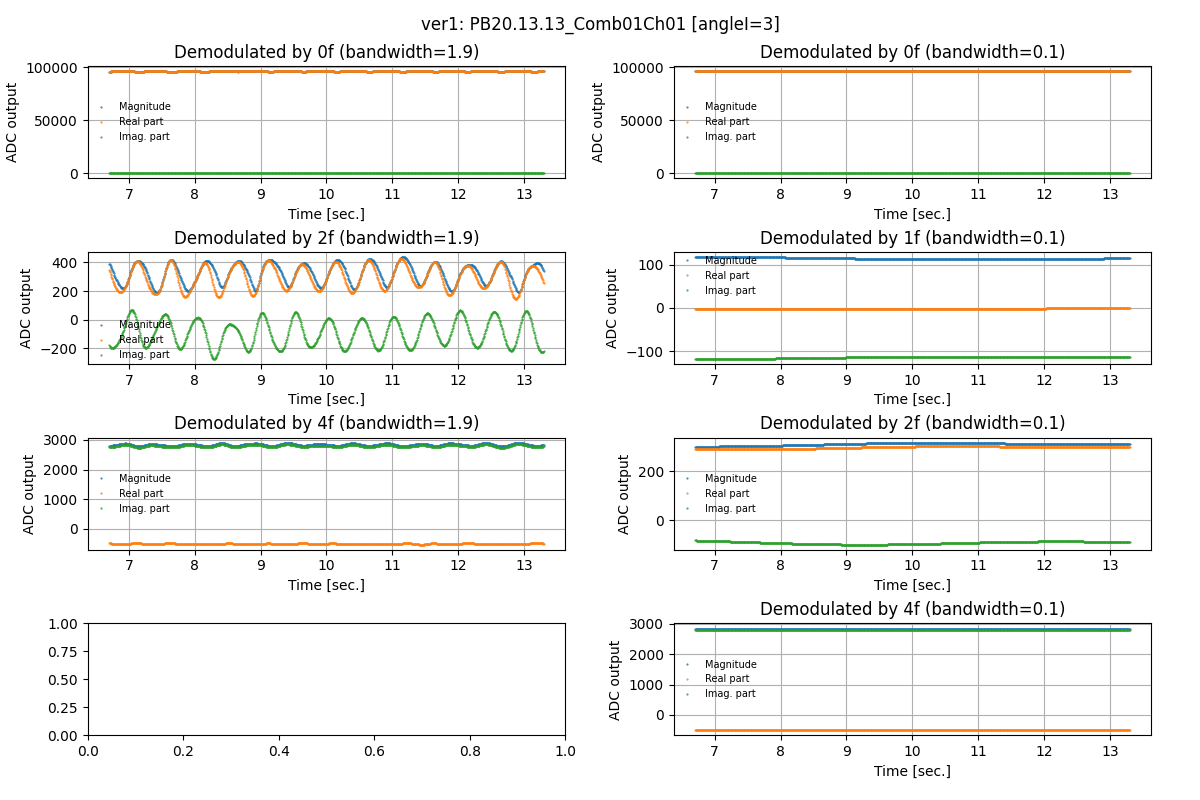 ver1: PB20.13.13_Comb01Ch01 [angleI=3]
Demodulated by 0f (bandwidth=1.9)
ADC output
100000
50000
0
Magnitude
Real part
Imag. part
7 8 9 10 11 12 13
Time [sec.]
Demodulated by 0f (bandwidth=0.1)
ADC output
100000
50000
0
Magnitude
Real part
Imag. part
7 8 9 10 11 12 13
Time [sec.]
Demodulated by 2f (bandwidth=1.9)
ADC output
400
200
0
−200
Magnitude
Real part
Imag. part
7 8 9 10 11 12 13
Time [sec.]
Demodulated by 1f (bandwidth=0.1)
ADC output
100
0
−100
Magnitude
Real part
Imag. part
7 8 9 10 11 12 13
Time [sec.]
Demodulated by 4f (bandwidth=1.9)
ADC output
3000
2000
1000
0
Magnitude
Real part
Imag. part
7 8 9 10 11 12 13
Time [sec.]
Demodulated by 2f (bandwidth=0.1)
ADC output
200
0
Magnitude
Real part
Imag. part
7 8 9 10 11 12 13
Time [sec.]
1.00
0.75
0.50
0.25
0.00
0.0 0.2 0.4 0.6 0.8 1.0
Demodulated by 4f (bandwidth=0.1)
ADC output
3000
2000
1000
0
Magnitude
Real part
Imag. part
7 8 9 10 11 12 13
Time [sec.]